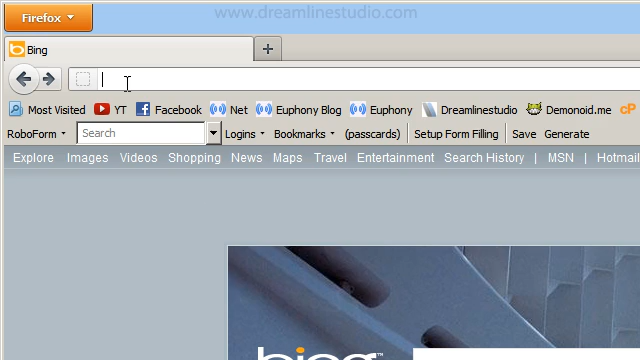 www.dreamlinestudio.com
Firefox
Bing
Most Visited YT Facebook Net Euphony Blog Euphony Dreamlinestudio Demonoid.me cP
RoboForm Search Logins Bookmarks (passcards) Setup Form Filling Save Generate
Explore Images Videos Shopping News Maps Travel Entertainment Search History | MSN | Hotmail
bing™